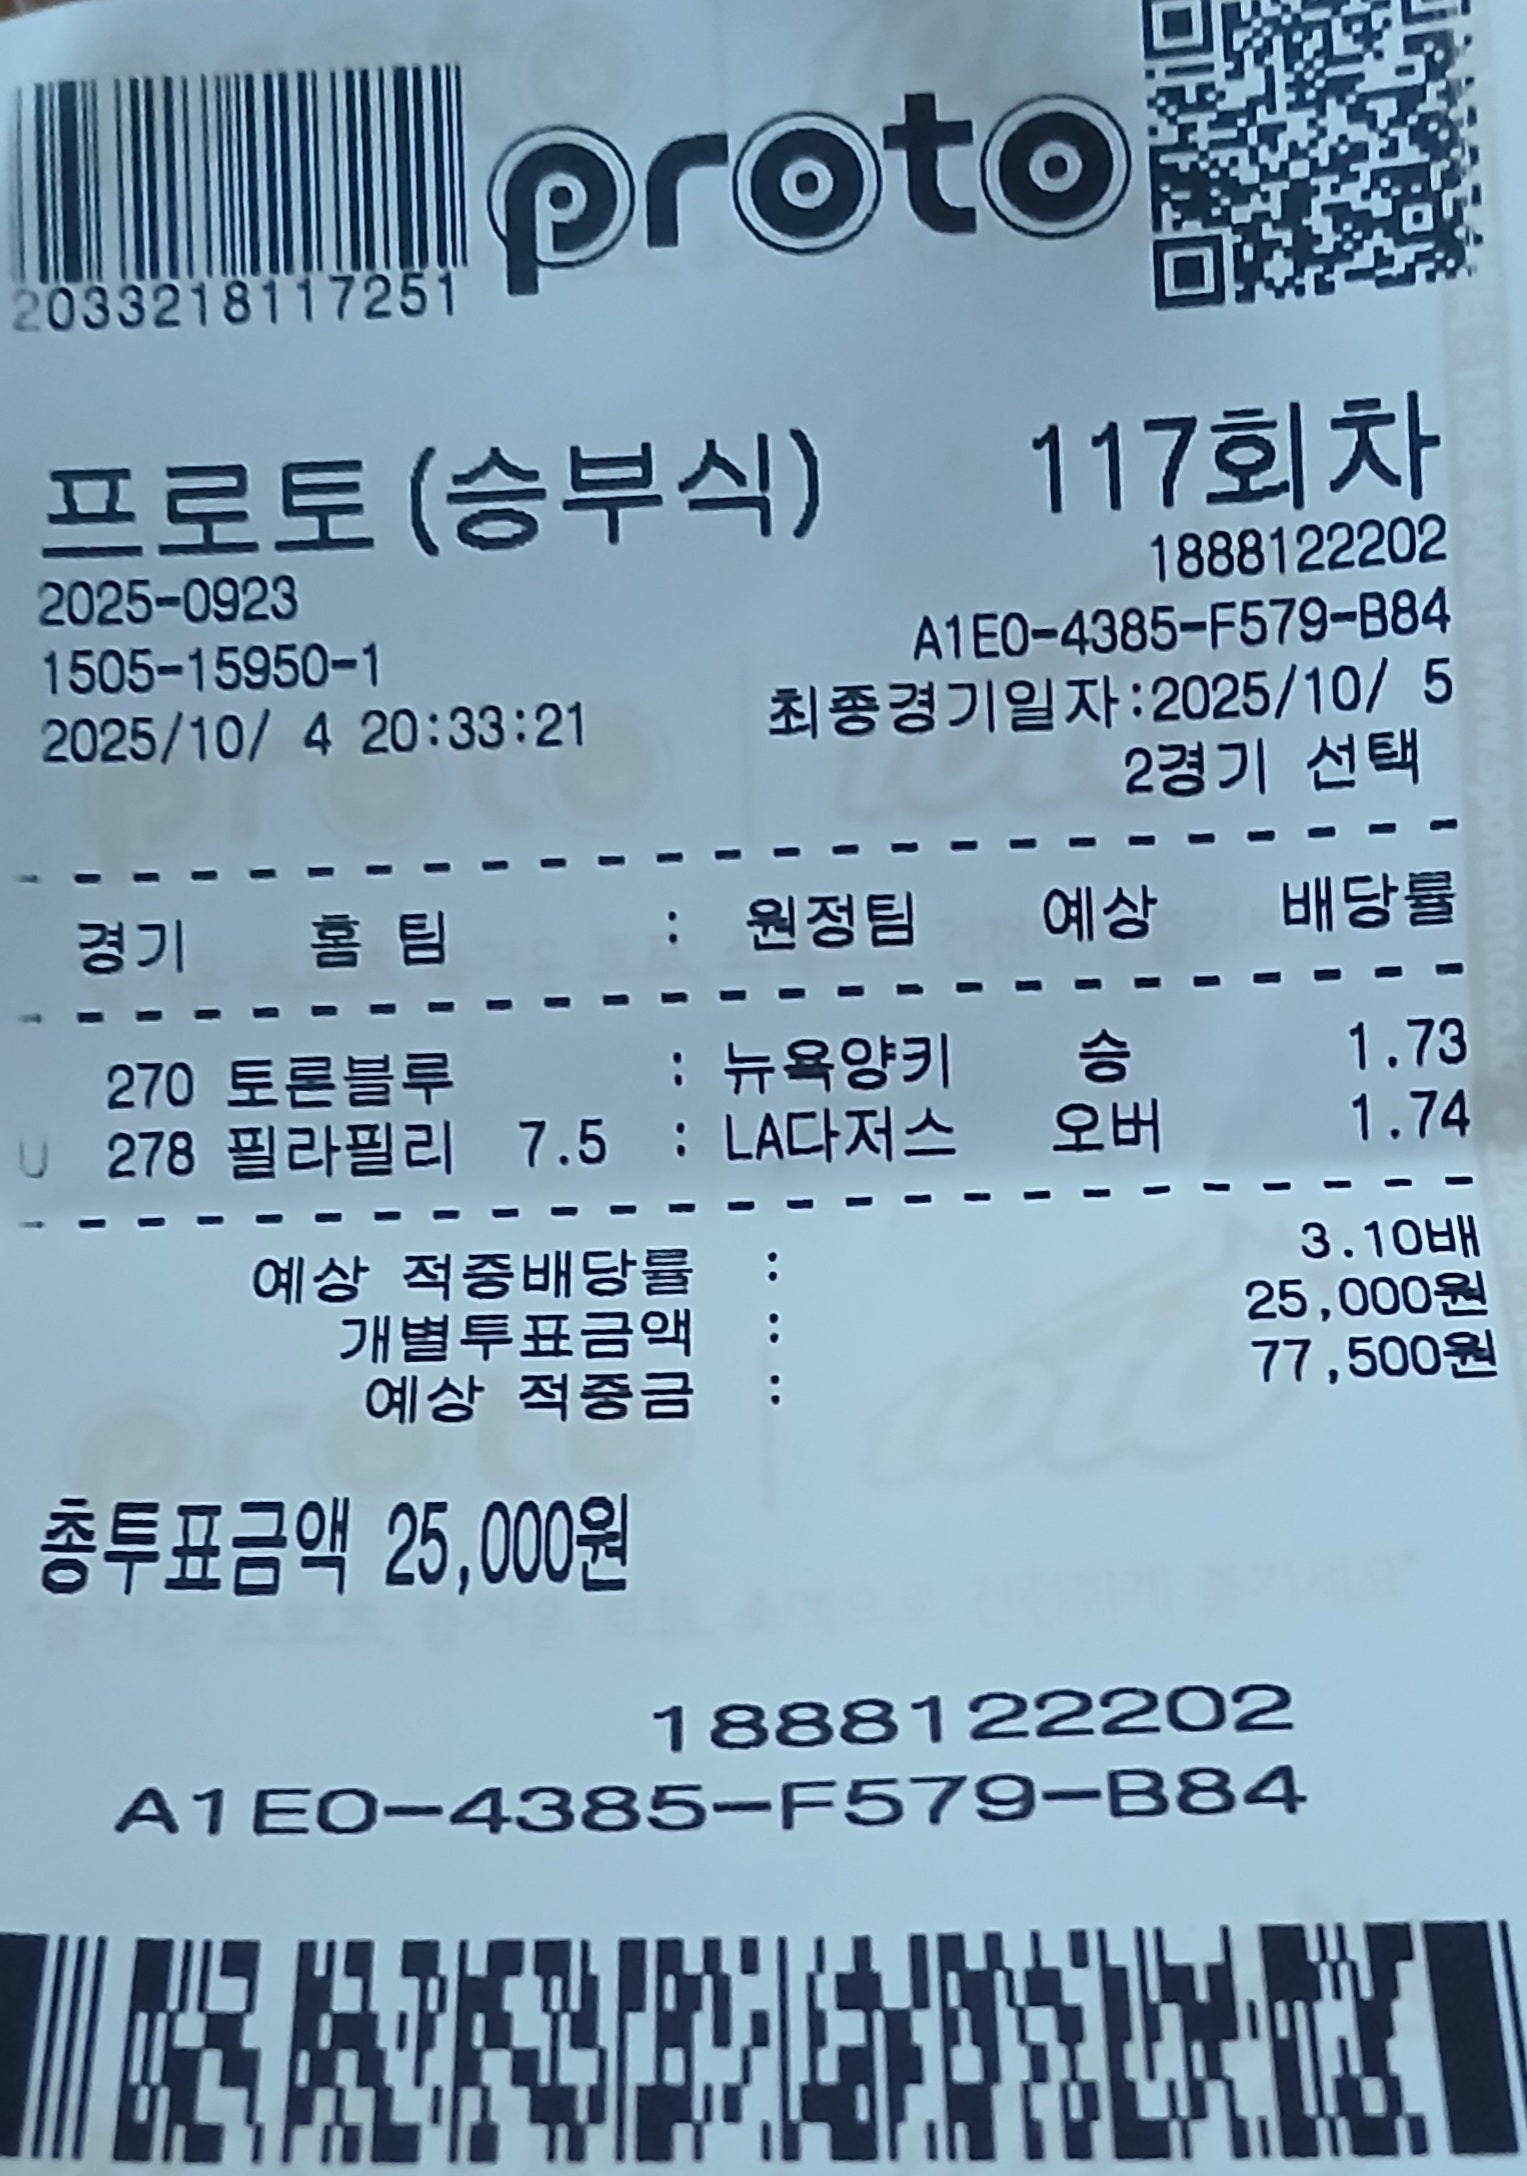 proto
2033218117251
프로토(승부식) 117회차
1888122202
2025-0923
A1E0-4385-F579-B84
1505-15950-1
최종경기일자:2025/10/ 5
2025/10/ 4 20:33:21
2경기 선택
경기 홈 팀 : 원정팀 예상 배당률
270 토론블루 : 뉴욕양키 승 1.73
U 278 필라필리 7.5 : LA다저스 오버 1.74
예상 적중배당률 : 3.10배
개별투표금액 : 25,000원
예상 적중금 : 77,500원
총투표금액 25,000원
1888122202
A1E0-4385-F579-B84